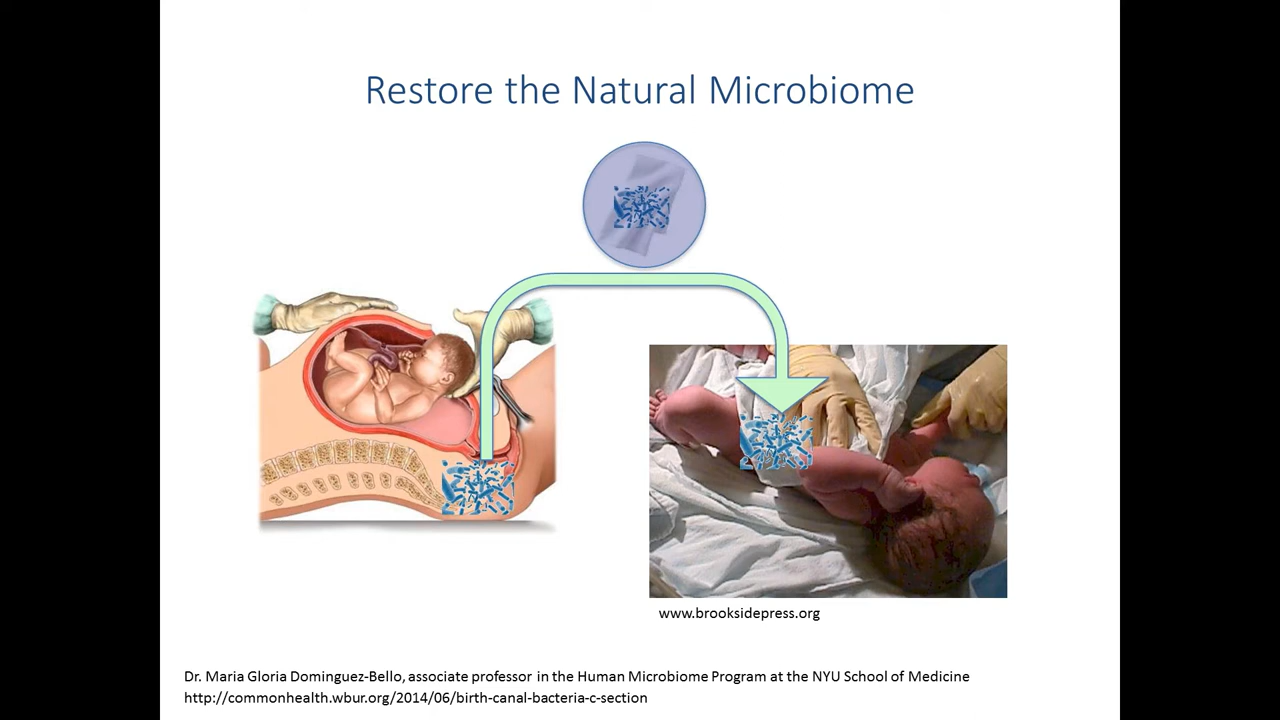 Restore the Natural Microbiome
www.brooksidepress.org
Dr. Maria Gloria Dominguez-Bello, associate professor in the Human Microbiome Program at the NYU School of Medicine
http://commonhealth.wbur.org/2014/06/birth-canal-bacteria-c-section